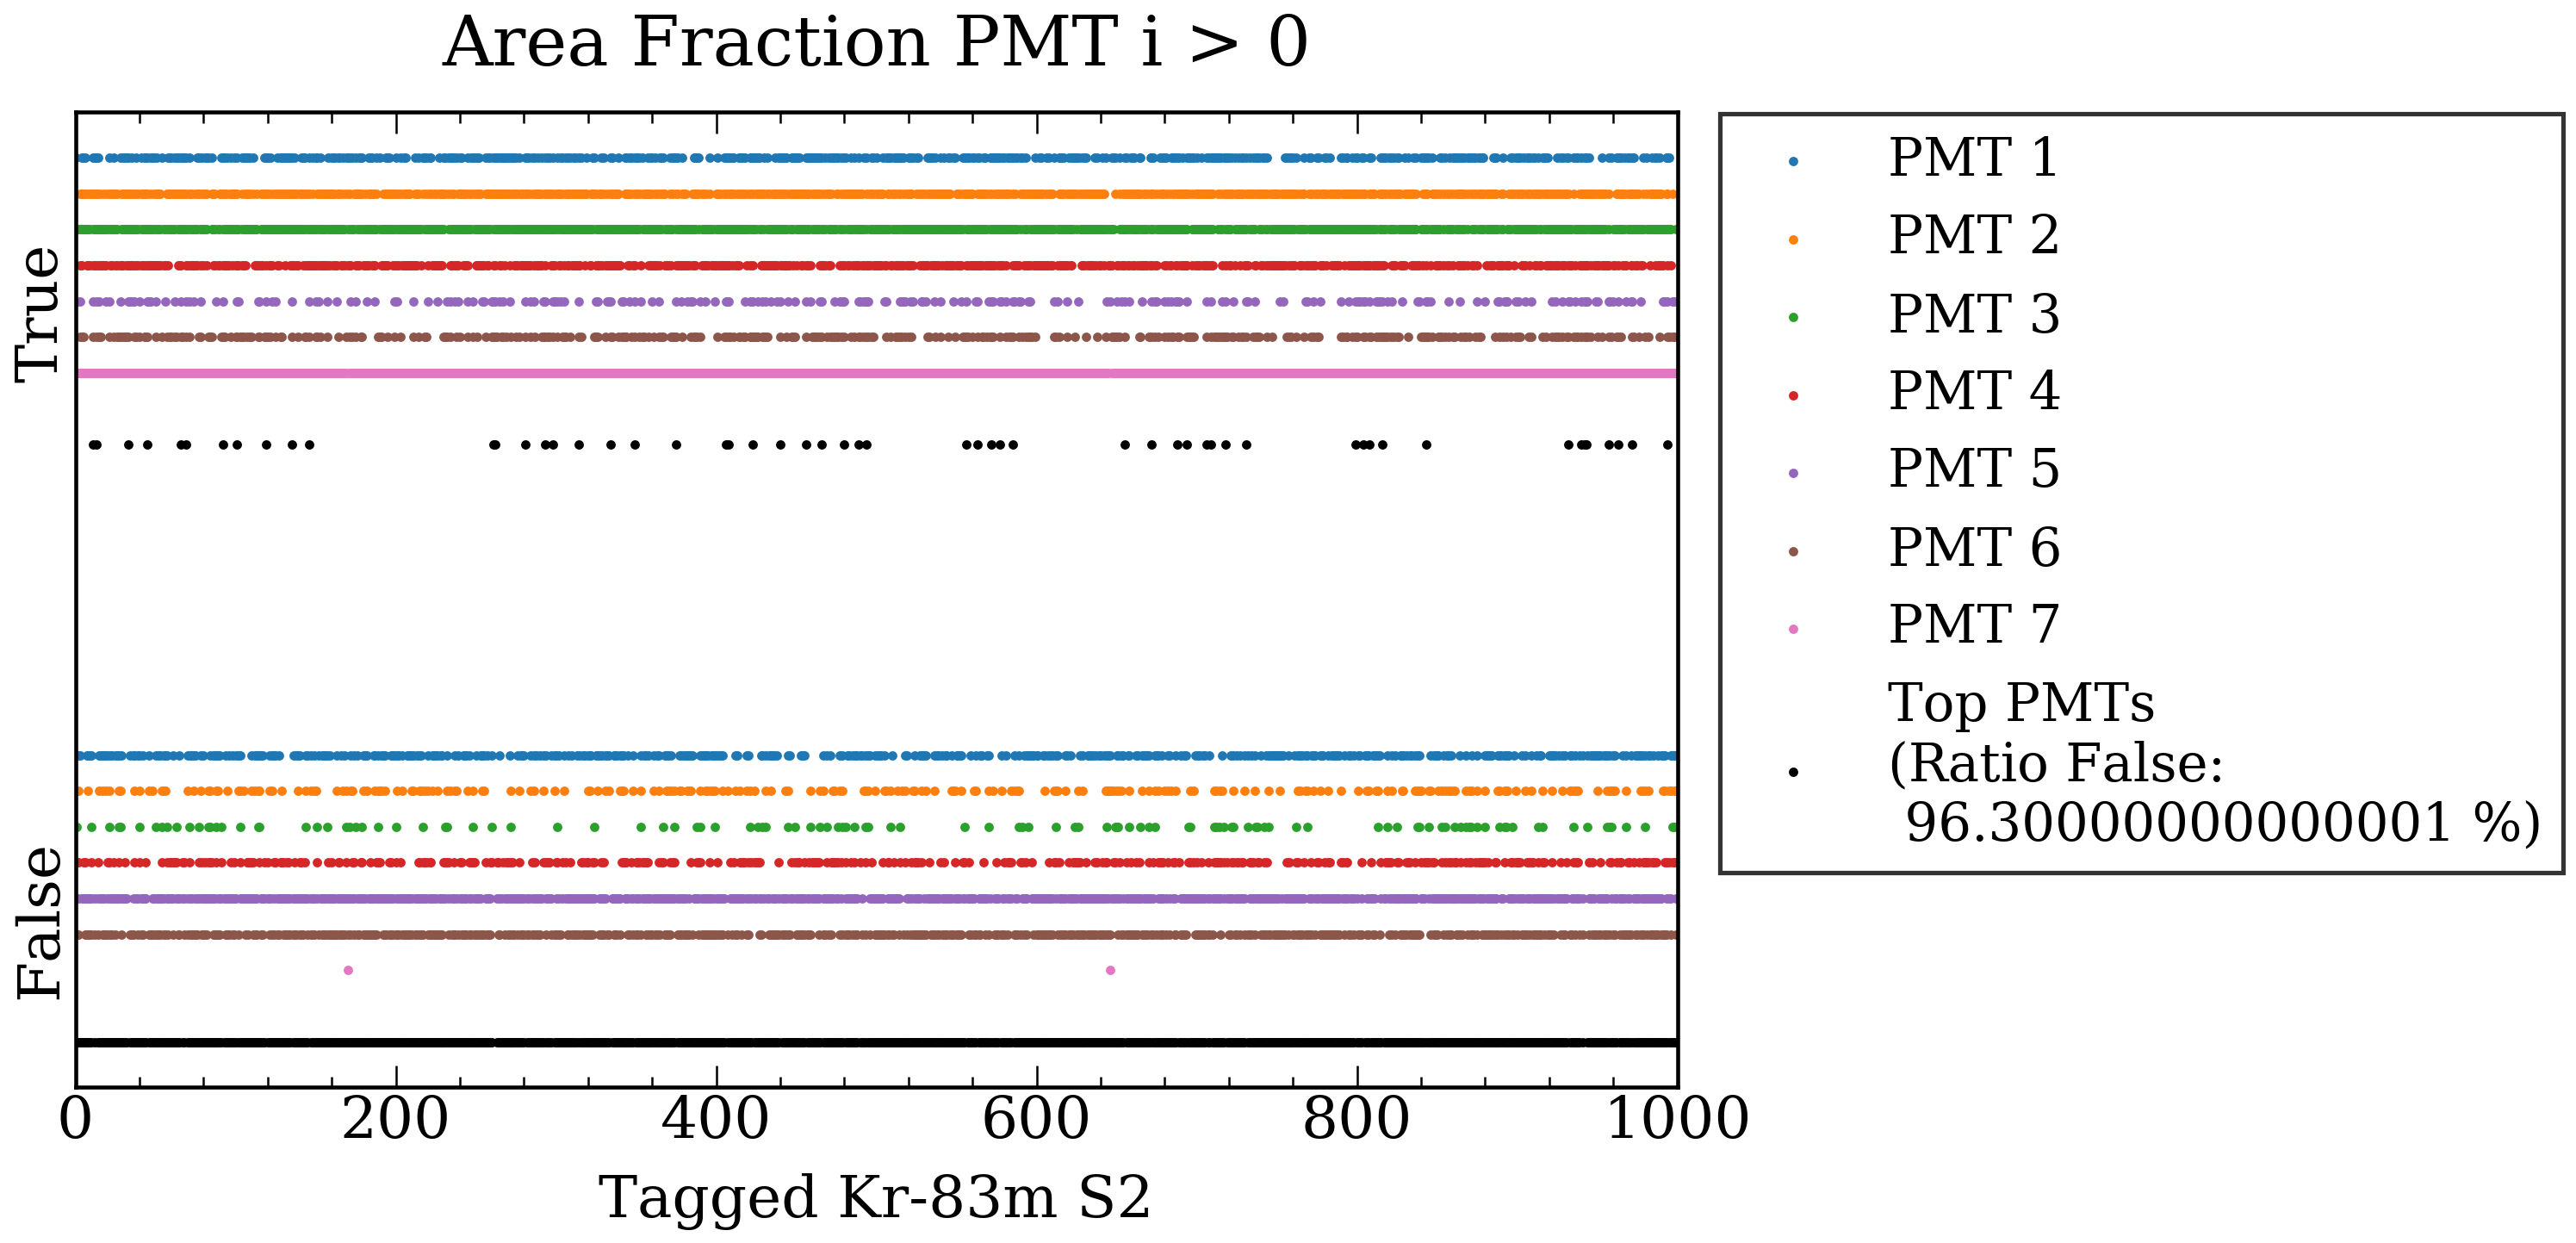 Area Fraction PMT i > 0
True
False
0 200 400 600 800 1000
Tagged Kr-83m S2
PMT 1
PMT 2
PMT 3
PMT 4
PMT 5
PMT 6
PMT 7
Top PMTs
(Ratio False:
96.30000000000001 %)